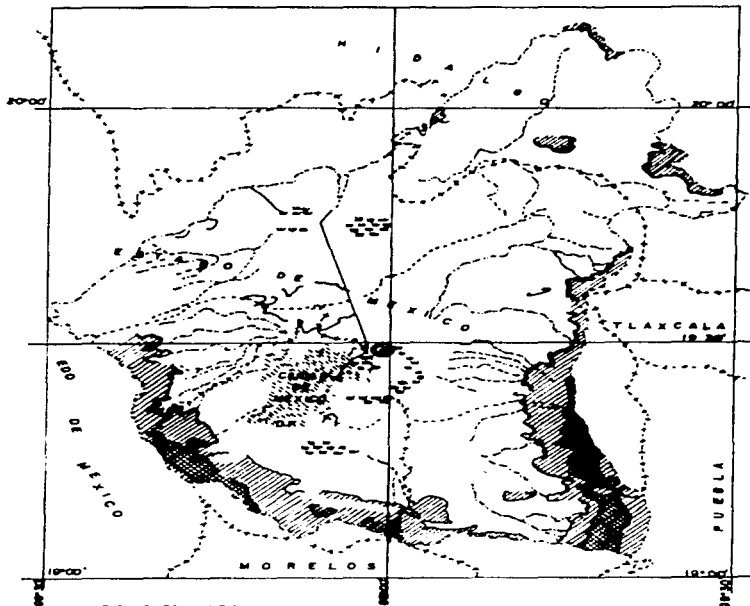 HIDALGO
20°00'
20°00'
ESTADO DE MEXICO
TLAXCALA
19°30'
EDO DE MEXICO
CIUDAD DE MEXICO
D.F.
PUEBLA
MORELOS
19°00'
19°00'